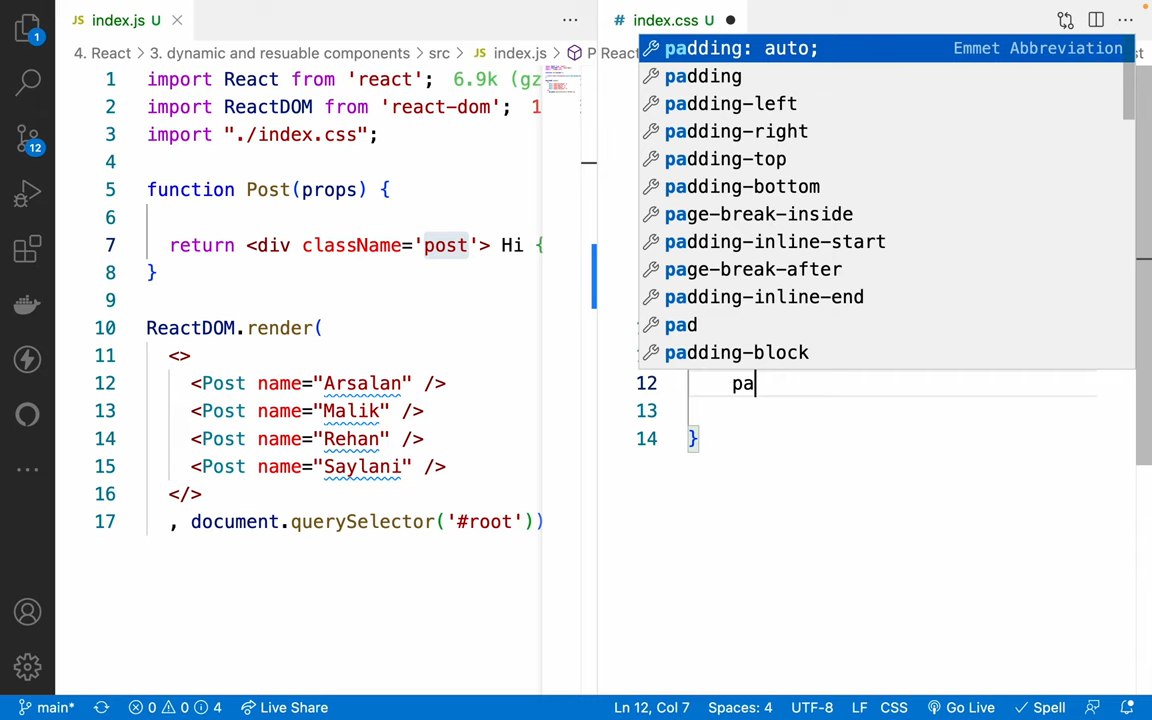 JS index.js U
# index.css U
4. React > 3. dynamic and resuable components > src > JS index.js >
1 import React from 'react'; 6.9k (gz
2 import ReactDOM from 'react-dom'; 1
3 import "./index.css";
4
5 function Post(props) {
6
7 return <div className='post'> Hi {
8 }
9
10 ReactDOM.render(
11 <>
12 <Post name="Arsalan" />
13 <Post name="Malik" />
14 <Post name="Rehan" />
15 <Post name="Saylani" />
16 </>
17 , document.querySelector('#root'))
padding: auto; Emmet Abbreviation
padding
padding-left
padding-right
padding-top
padding-bottom
page-break-inside
padding-inline-start
page-break-after
padding-inline-end
pad
padding-block
12 pa
13
14 }
1
12
main* 0 0 4 Live Share
Ln 12, Col 7 Spaces: 4 UTF-8 LF CSS Go Live Spell